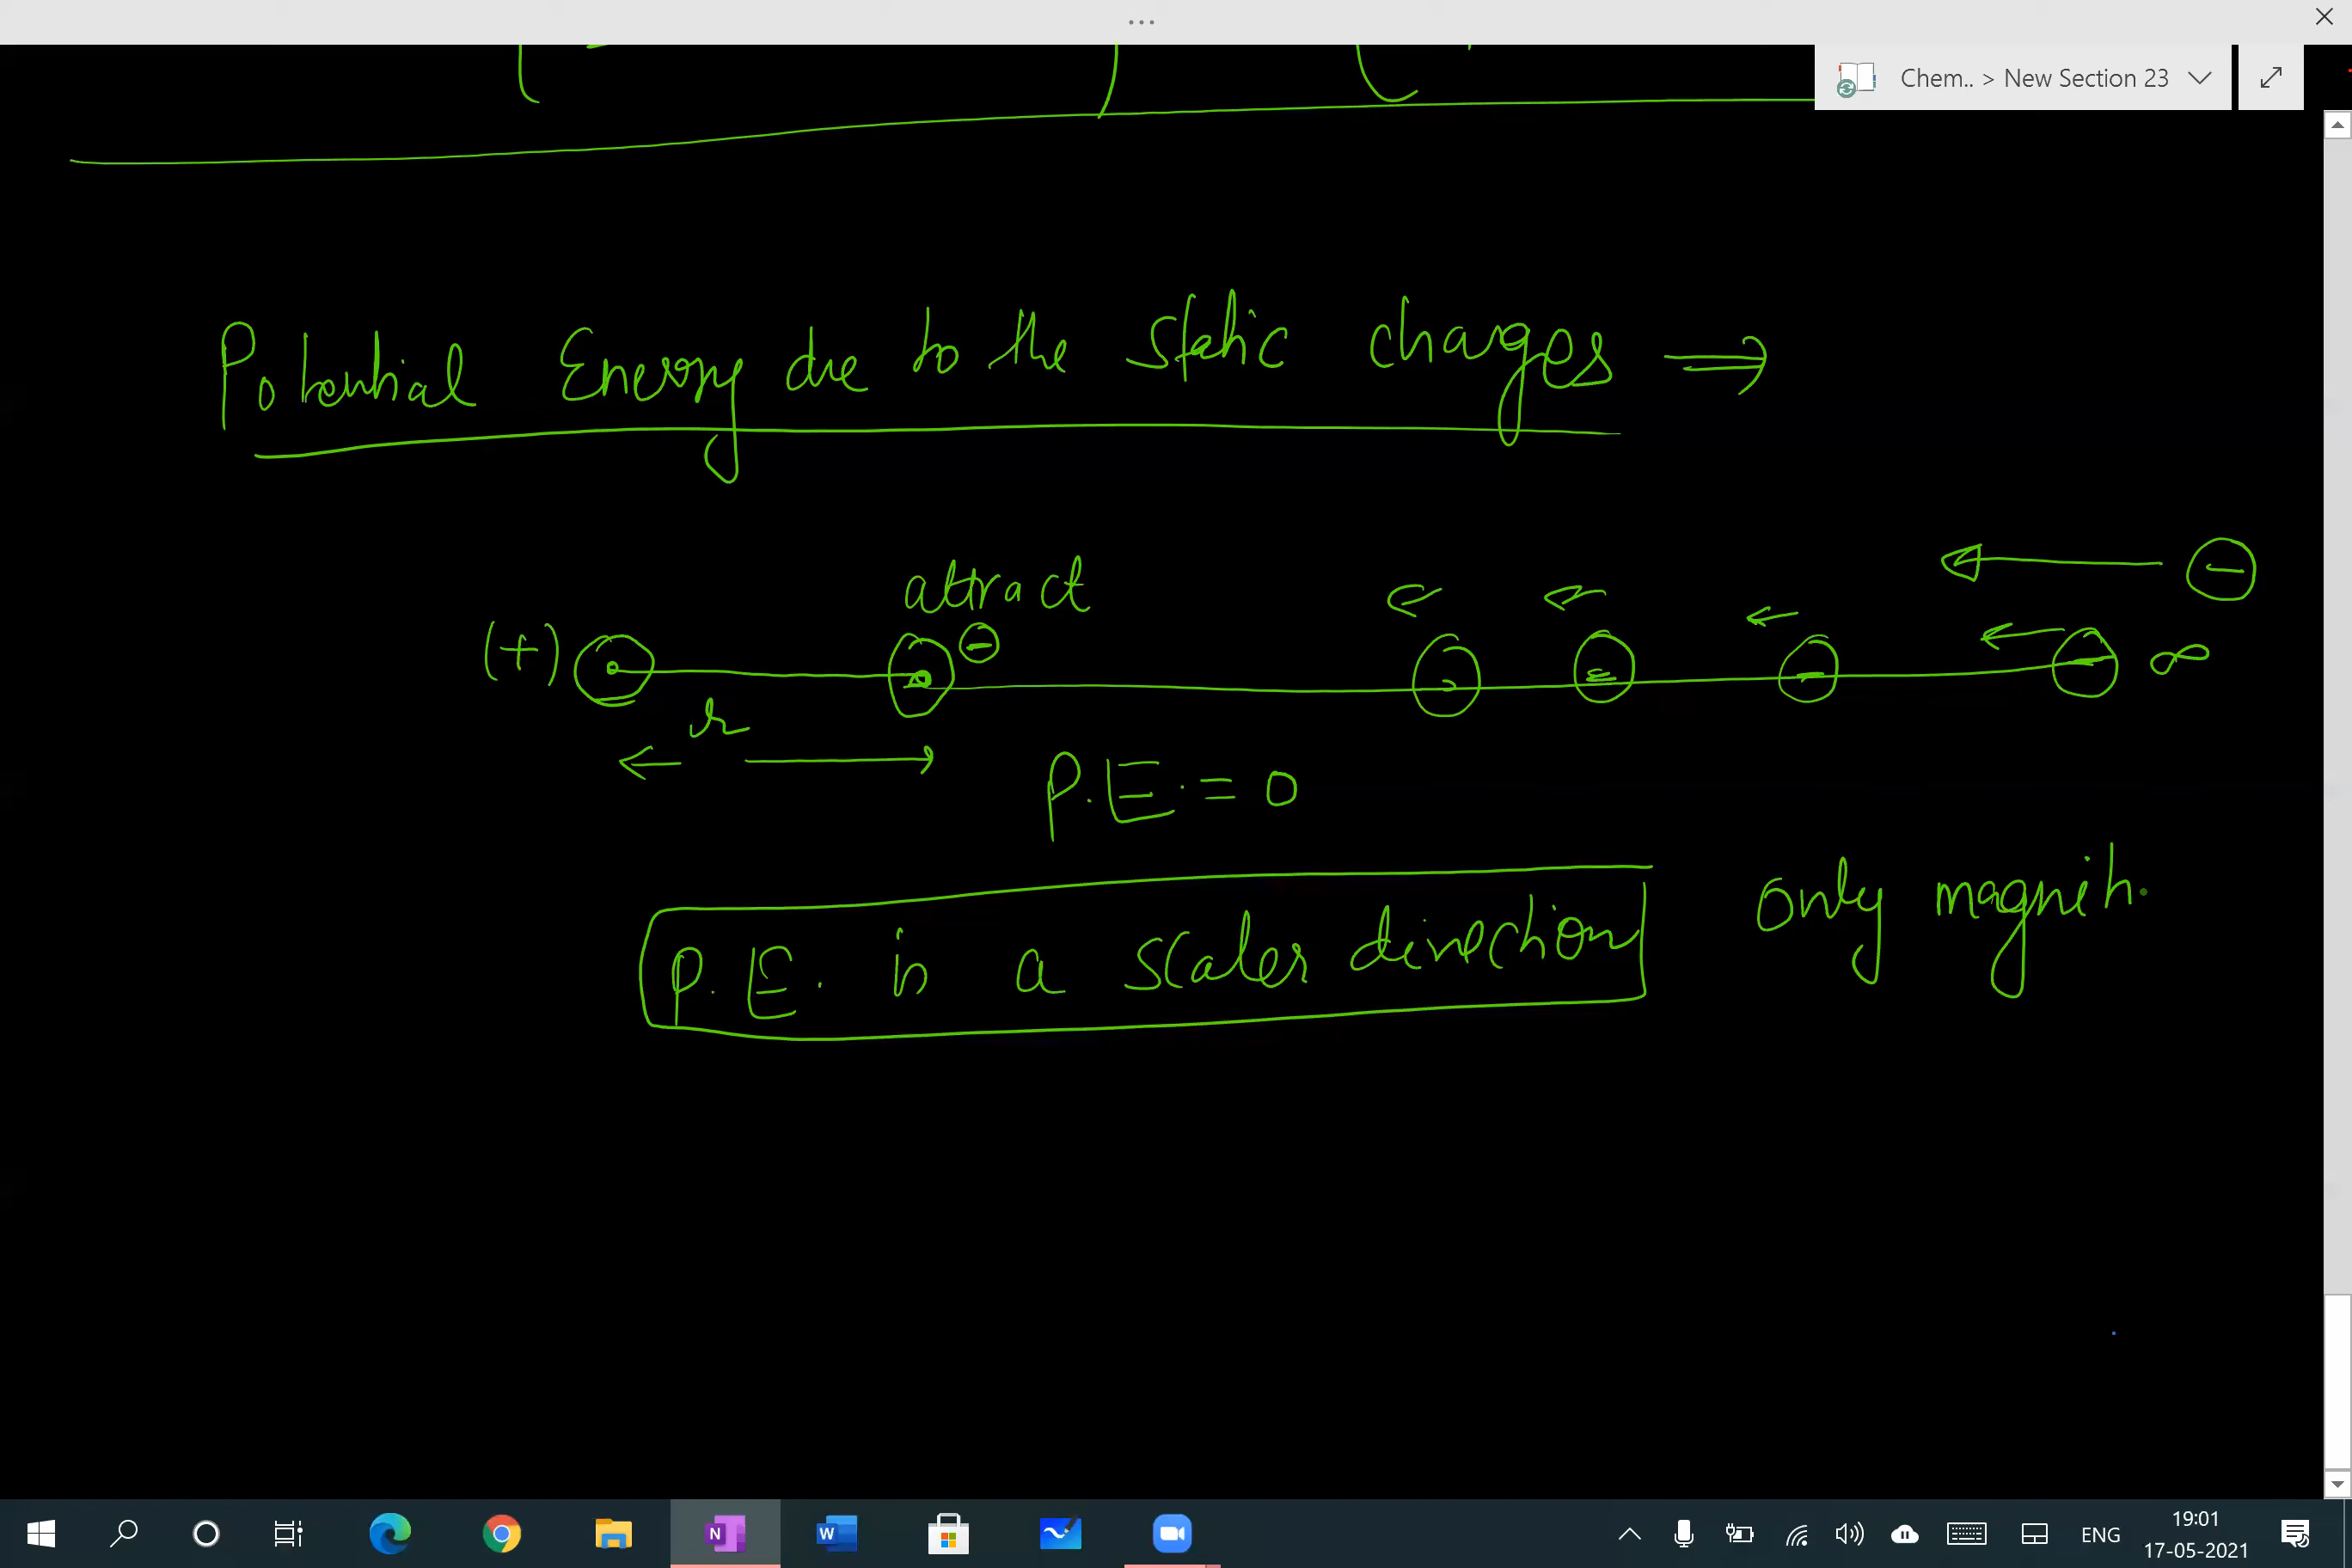 Chem.. > New Section 23
Potential Energy due to the static charges ⇒
attract
(+) ⊖ ∞
r
P.E. = 0
only magnit
P.E. is a scaler direction
N
W
ENG
19:01
17-05-2021